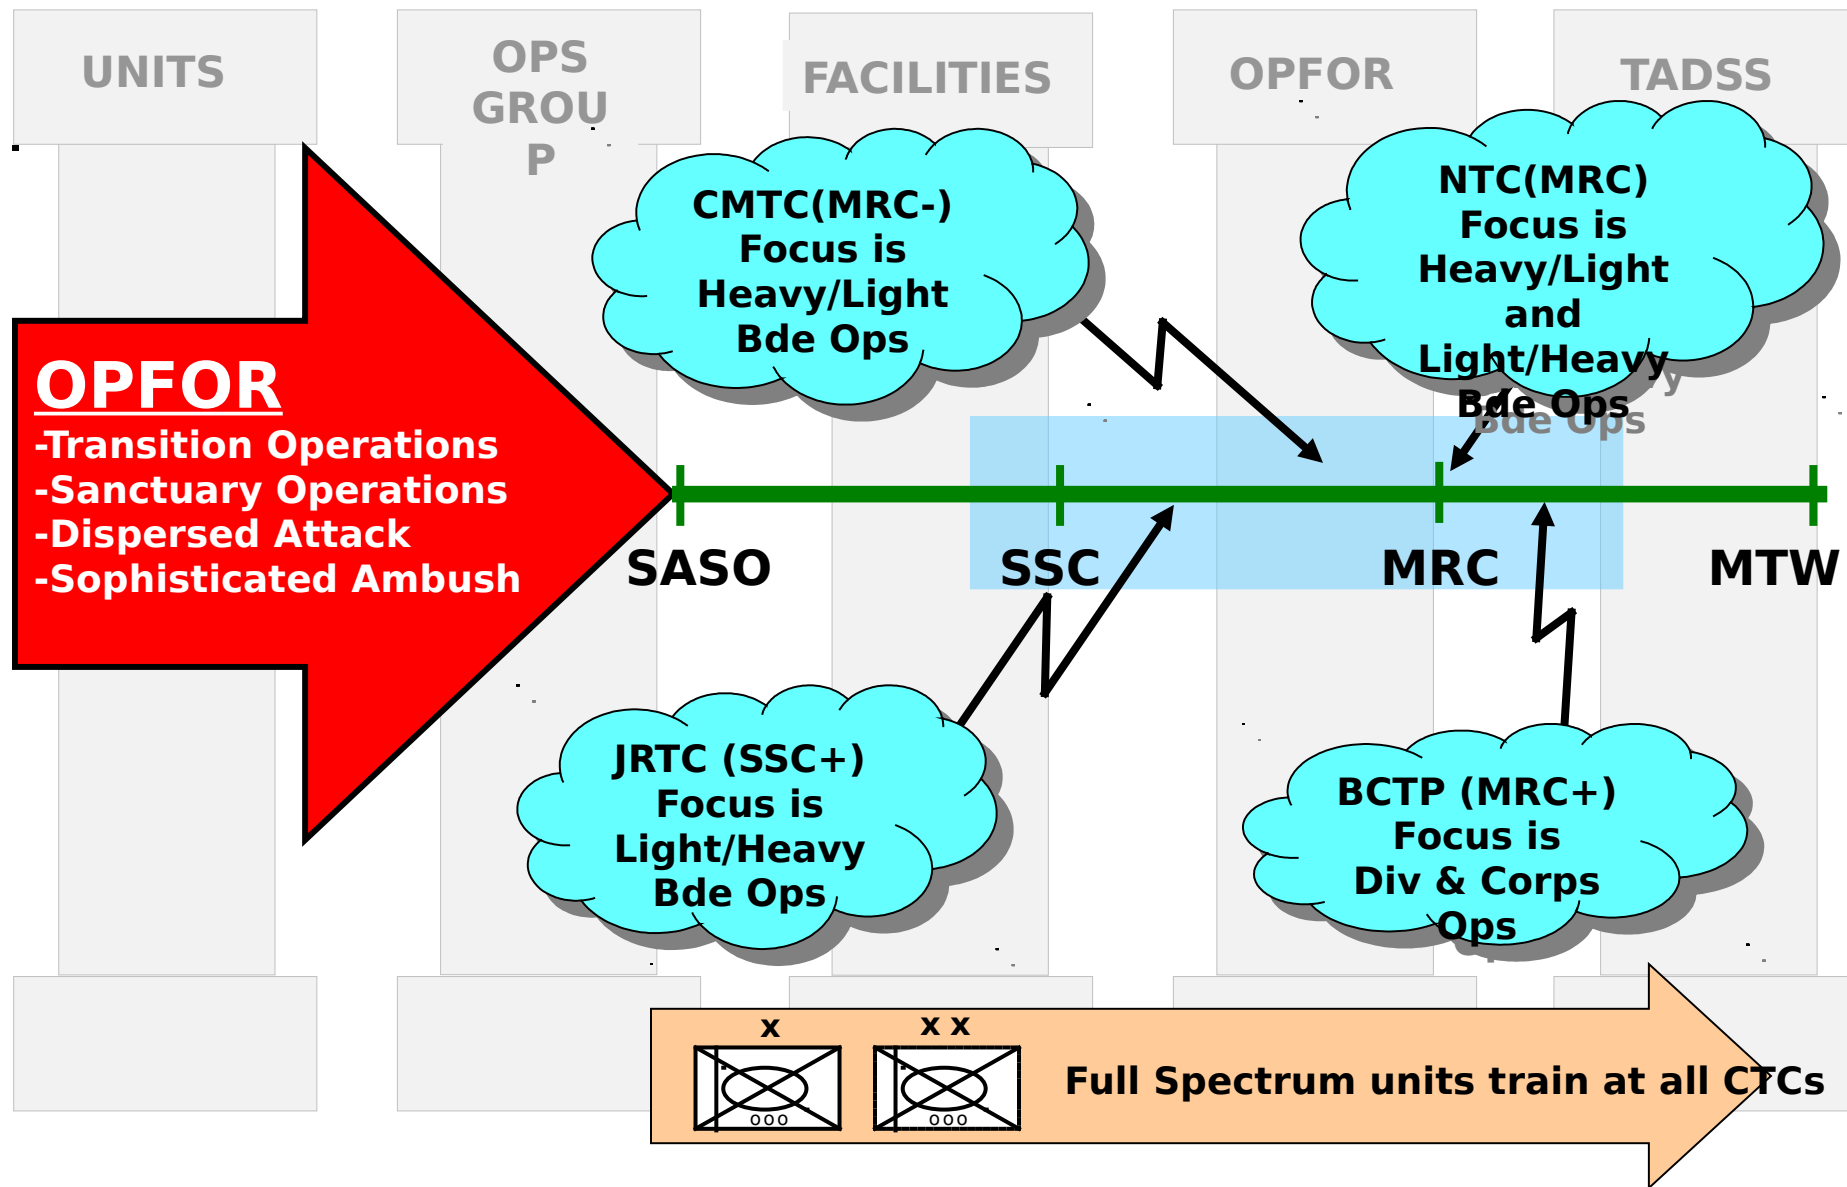 UNITS
OPS
GROU
P
FACILITIES
OPFOR
TADSS
CMTC(MRC-)
Focus is
Heavy/Light
Bde Ops
NTC(MRC)
Focus is
Heavy/Light
and
Light/Heavy
Bde Ops
OPFOR
-Transition Operations
-Sanctuary Operations
-Dispersed Attack
-Sophisticated Ambush
SASO
SSC
MRC
MTW
JRTC (SSC+)
Focus is
Light/Heavy
Bde Ops
BCTP (MRC+)
Focus is
Div & Corps
Ops
x
x x
ooo
ooo
Full Spectrum units train at all CTCs